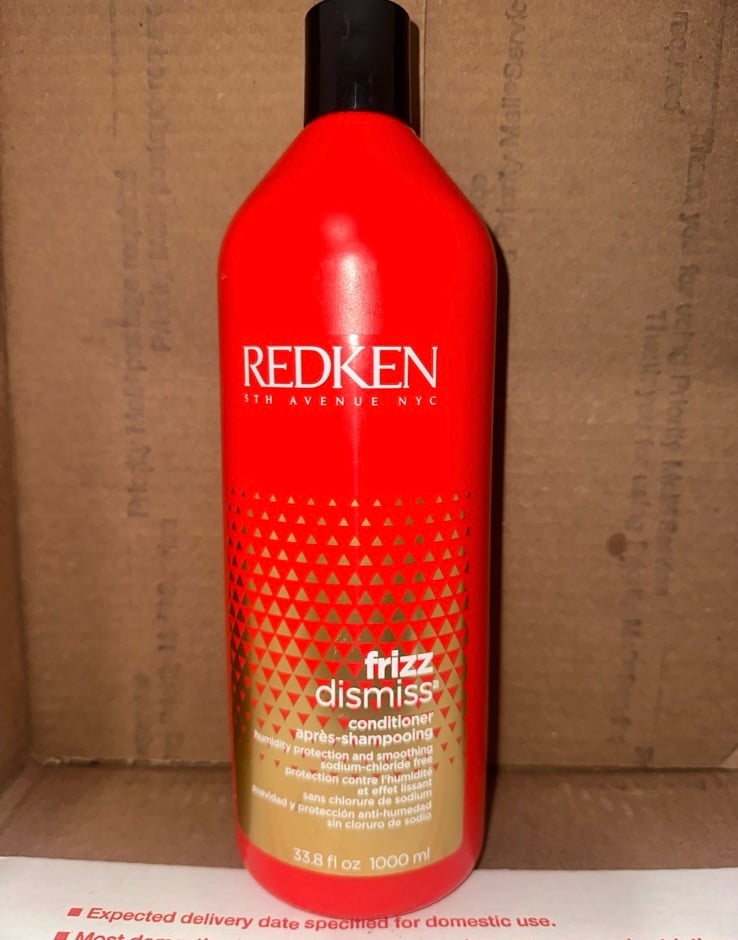 REDKEN
5TH AVENUE NYC
frizz
dismiss
conditioner
après-shampooing
humidity protection and smoothing
sodium-chloride free
protection contre l'humidité
et effet lissant
sans chlorure de sodium
suavidad y protección anti-humedad
sin cloruro de sodio
33.8 fl oz 1000 ml
Expected delivery date specified for domestic use.
Most